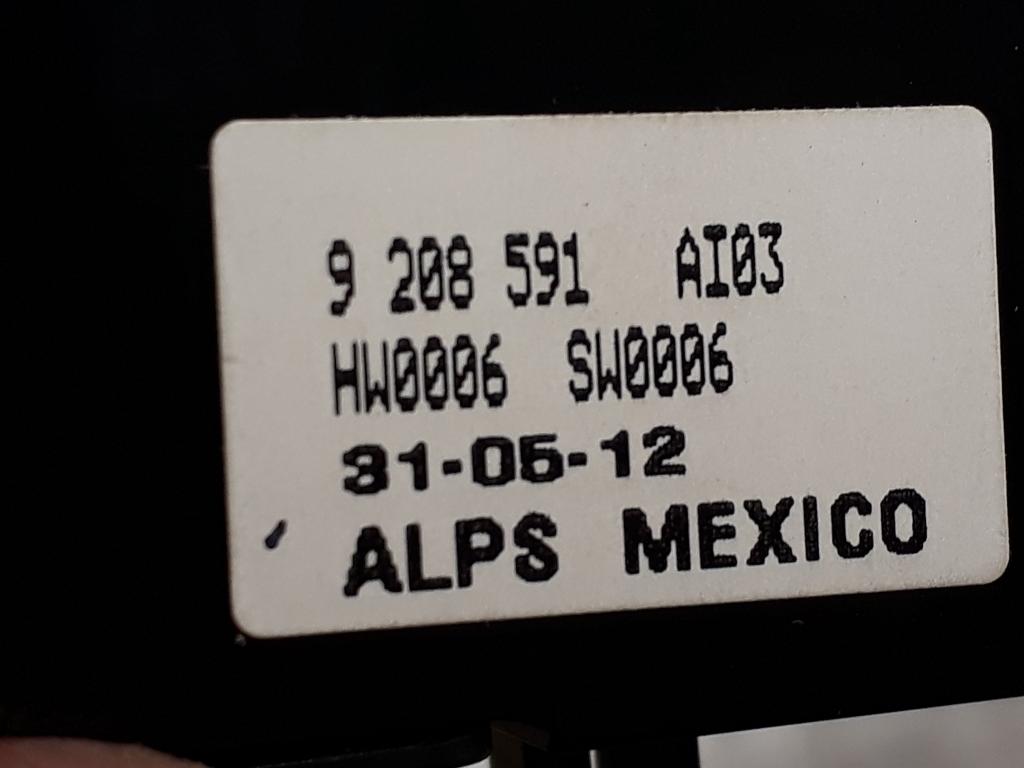 9 208 591 AI03
HW0006 SW0006
31-05-12
ALPS MEXICO